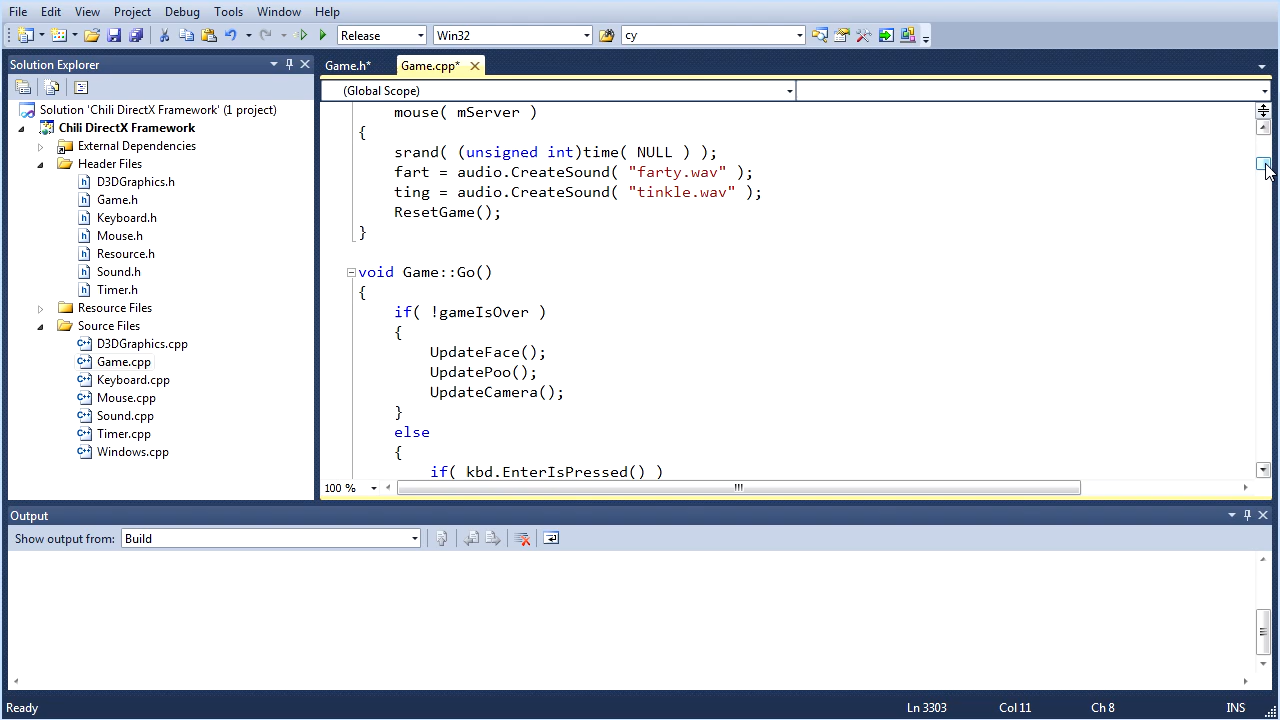 File Edit View Project Debug Tools Window Help
Release Win32 cy
Solution Explorer
Game.h* Game.cpp*
(Global Scope)
Solution 'Chili DirectX Framework' (1 project)
Chili DirectX Framework
External Dependencies
Header Files
D3DGraphics.h
Game.h
Keyboard.h
Mouse.h
Resource.h
Sound.h
Timer.h
Resource Files
Source Files
D3DGraphics.cpp
Game.cpp
Keyboard.cpp
Mouse.cpp
Sound.cpp
Timer.cpp
Windows.cpp
mouse( mServer )
{
srand( (unsigned int)time( NULL ) );
fart = audio.CreateSound( "farty.wav" );
ting = audio.CreateSound( "tinkle.wav" );
ResetGame();
}
void Game::Go()
{
if( !gameIsOver )
{
UpdateFace();
UpdatePoo();
UpdateCamera();
}
else
{
if( kbd.EnterIsPressed() )
100 %
Output
Show output from: Build
Ready Ln 3303 Col 11 Ch 8 INS